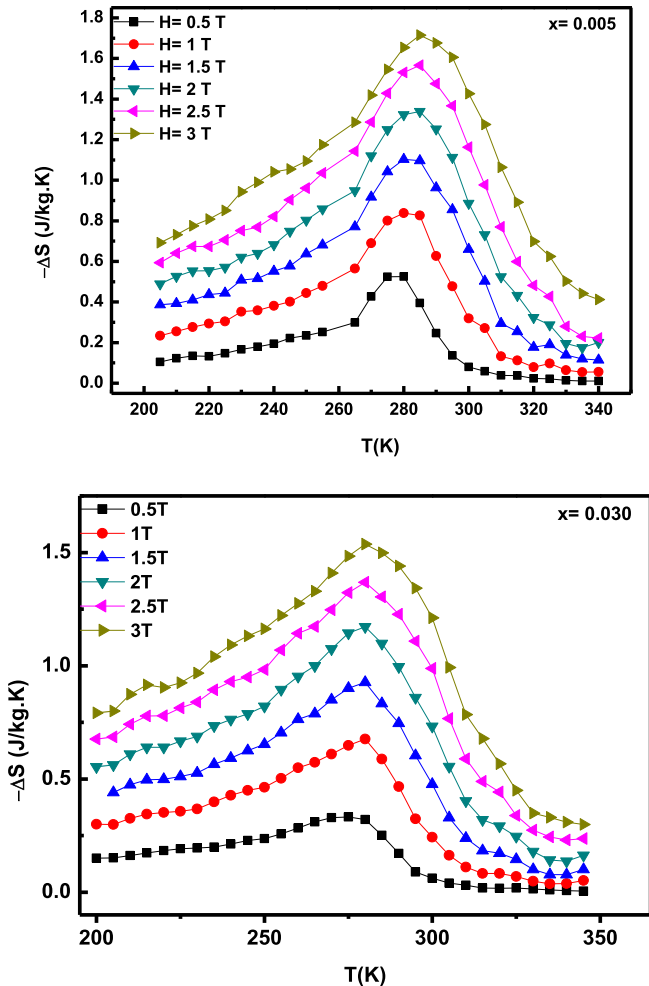 1.8
1.6
1.4
1.2
1.0
0.8
0.6
0.4
0.2
0.0
−ΔS (J/kg.K)
H= 0.5 T
H= 1 T
H= 1.5 T
H= 2 T
H= 2.5 T
H= 3 T
x= 0.005
200 220 240 260 280 300 320 340
T(K)
1.5
1.0
0.5
0.0
−ΔS (J/kg.K)
0.5T
1T
1.5T
2T
2.5T
3T
x= 0.030
200 250 300 350
T(K)